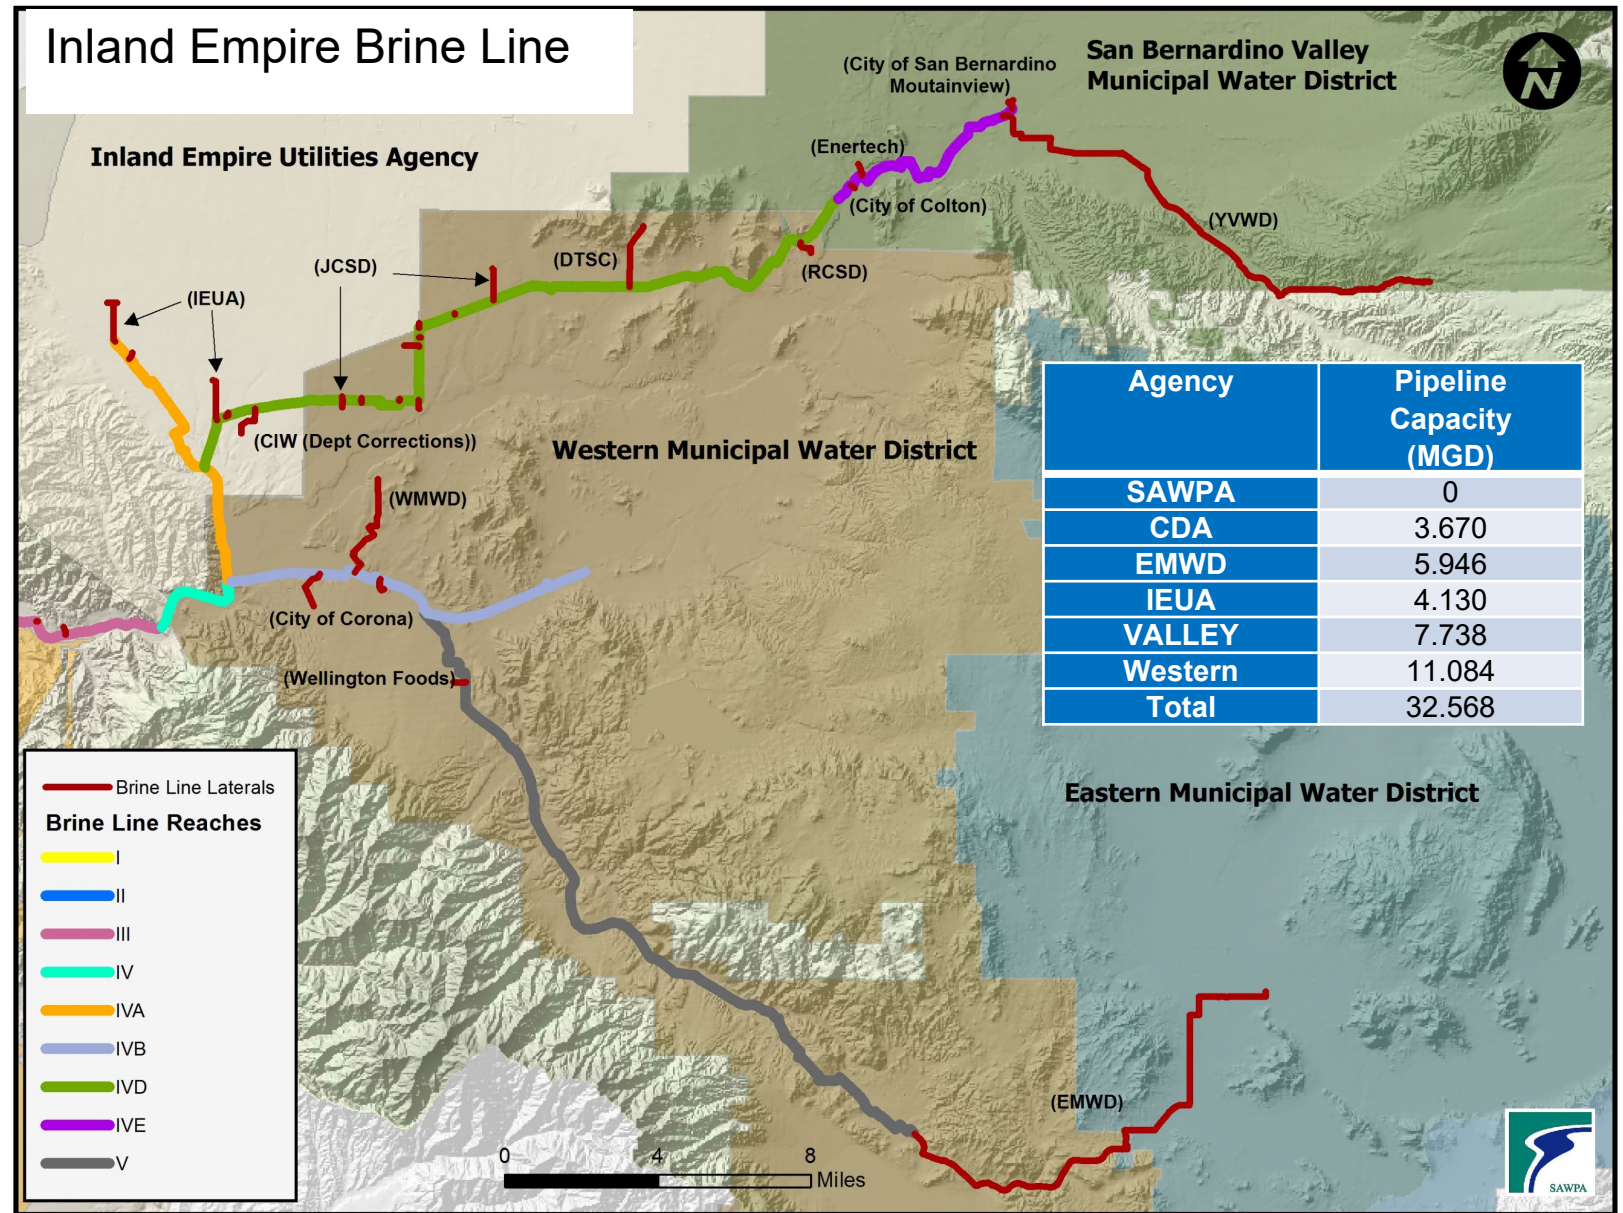 Inland Empire Brine Line
San Bernardino Valley
Municipal Water District
N
(City of San Bernardino
Moutainview)
Inland Empire Utilities Agency
(Enertech)
(City of Colton)
(YVWD)
(JCSD)
(DTSC)
(RCSD)
(IEUA)
(CIW (Dept Corrections))
Western Municipal Water District
(WMWD)
(City of Corona)
(Wellington Foods)
Agency Pipeline
Capacity
(MGD)
SAWPA 0
CDA 3.670
EMWD 5.946
IEUA 4.130
VALLEY 7.738
Western 11.084
Total 32.568
Eastern Municipal Water District
Brine Line Laterals
Brine Line Reaches
I
II
III
IV
IVA
IVB
IVD
IVE
V
(EMWD)
0 4 8
Miles
SAWPA